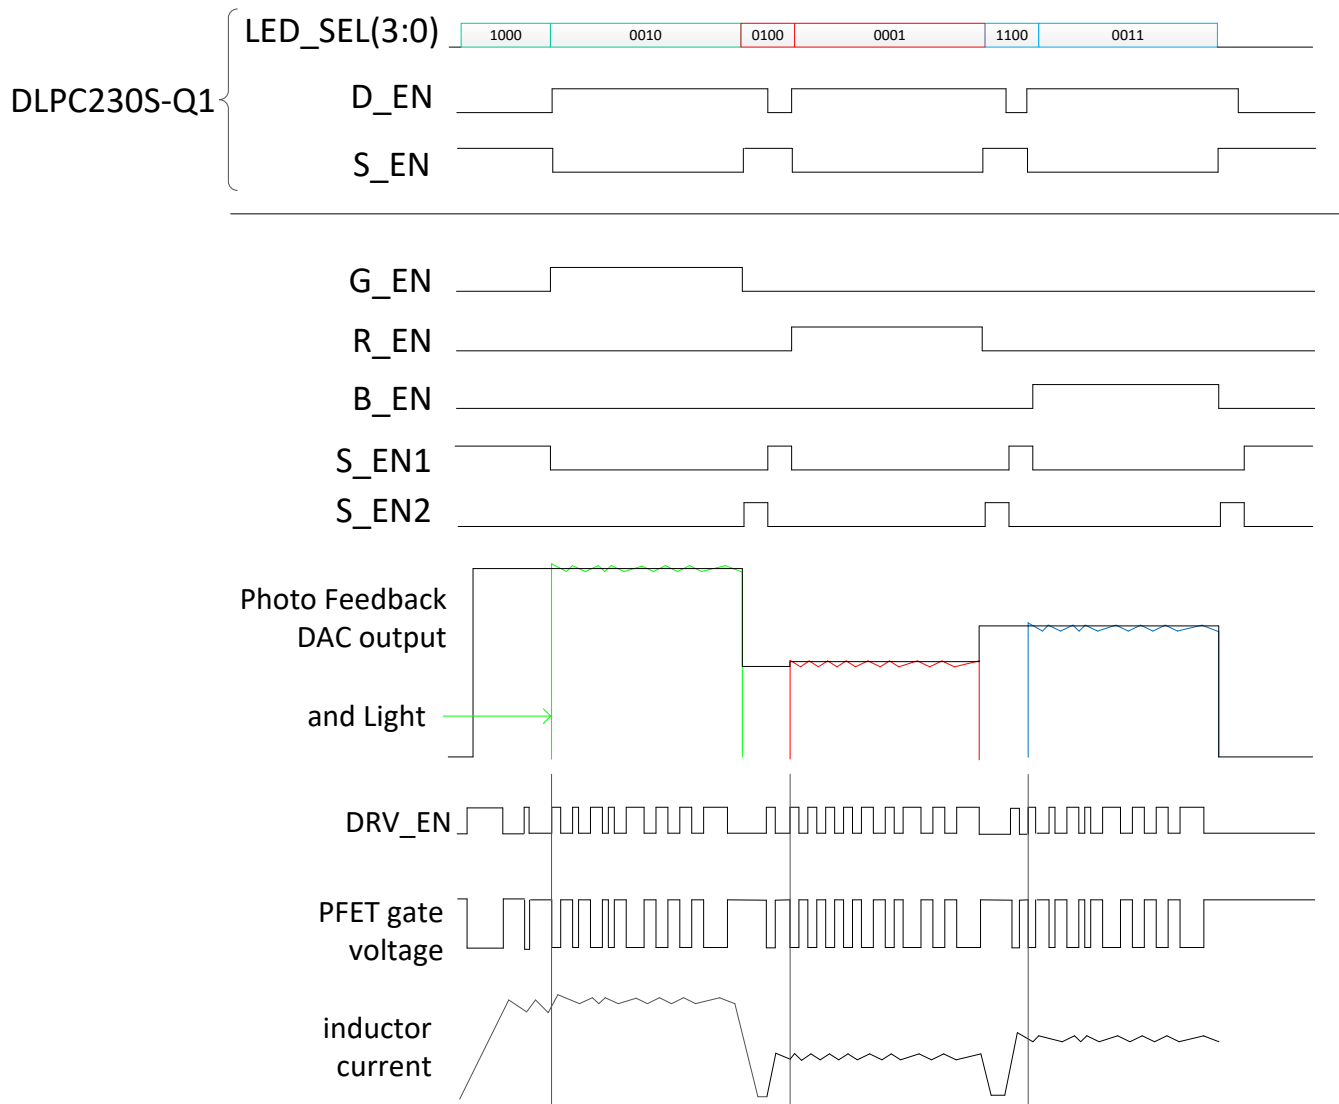 LED_SEL(3:0)
1000 0010 0100 0001 1100 0011
DLPC230S-Q1
D_EN
S_EN
G_EN
R_EN
B_EN
S_EN1
S_EN2
Photo Feedback
DAC output
and Light
DRV_EN
PFET gate
voltage
inductor
current